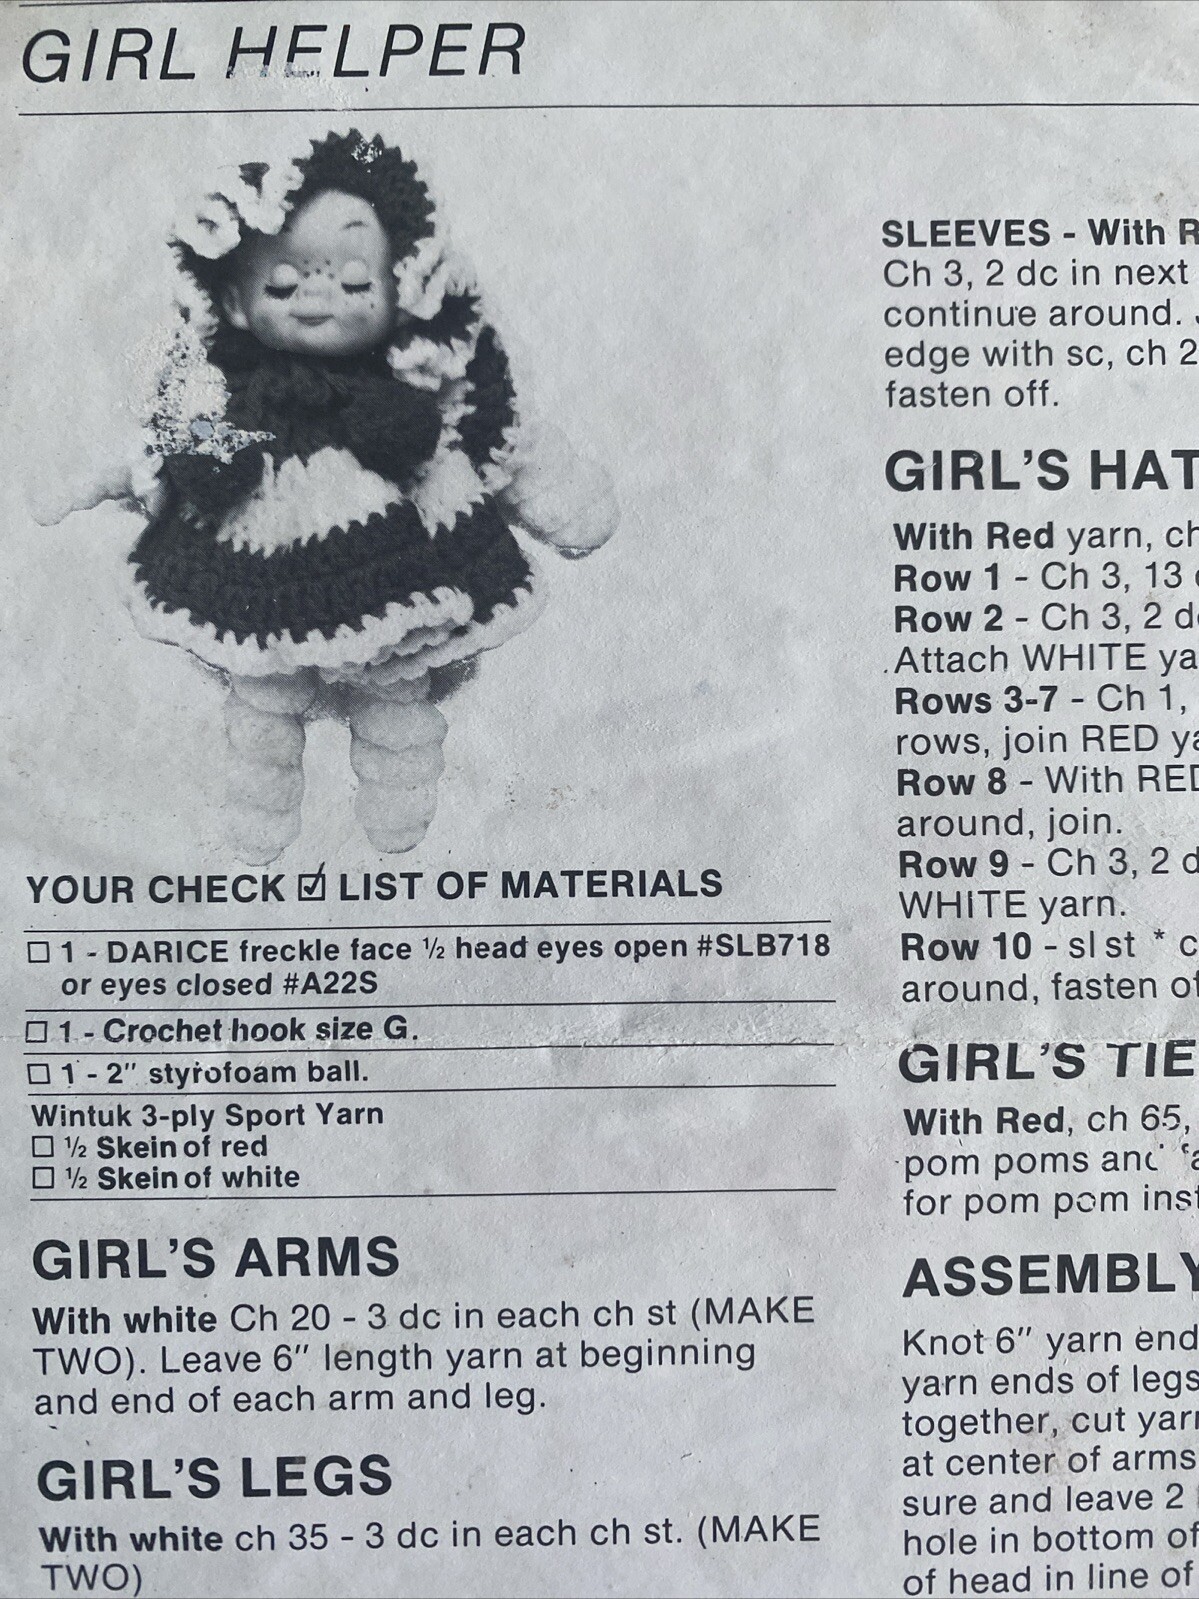 GIRL HELPER
YOUR CHECK ☑ LIST OF MATERIALS
☐ 1 - DARICE freckle face ½ head eyes open #SLB718
or eyes closed #A22S
☐ 1 - Crochet hook size G.
☐ 1 - 2" styrofoam ball.
Wintuk 3-ply Sport Yarn
☐ ½ Skein of red
☐ ½ Skein of white
GIRL'S ARMS
With white Ch 20 - 3 dc in each ch st (MAKE
TWO). Leave 6" length yarn at beginning
and end of each arm and leg.
GIRL'S LEGS
With white ch 35 - 3 dc in each ch st. (MAKE
TWO)
SLEEVES - With
Ch 3, 2 dc in next
continue around.
edge with sc, ch 2
fasten off.
GIRL'S HAT
With Red yarn, ch
Row 1 - Ch 3, 13
Row 2 - Ch 3, 2
Attach WHITE
Rows 3-7 - Ch 1,
rows, join RED
Row 8 - With RED
around, join.
Row 9 - Ch 3, 2
WHITE yarn.
Row 10 - sl st *
around, fasten
GIRL'S TIE
With Red, ch 65,
pom poms
for pom pom
ASSEMBLY
Knot 6" yarn
yarn ends of legs
together, cut
at center of arms
sure and leave 2
hole in bottom of
of head in line of